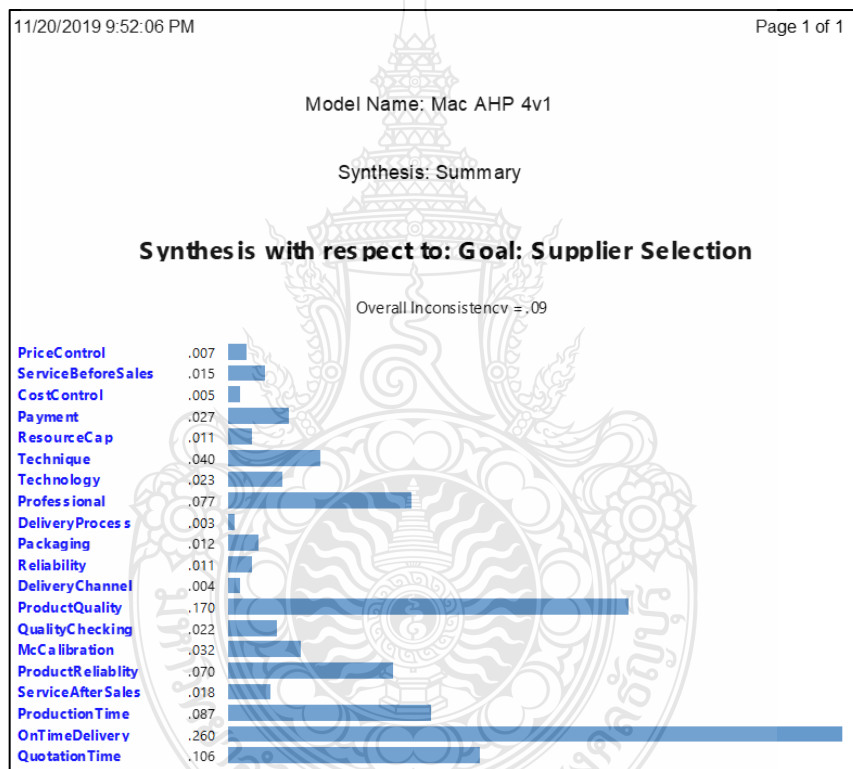 11/20/2019 9:52:06 PM Page 1 of 1
Model Name: Mac AHP 4v1
Synthesis: Summary
Synthesis with respect to: Goal: Supplier Selection
Overall Inconsistency = .09
PriceControl .007
ServiceBeforeSales .015
CostControl .005
Payment .027
ResourceCap .011
Technique .040
Technology .023
Professional .077
DeliveryProcess .003
Packaging .012
Reliability .011
DeliveryChannel .004
ProductQuality .170
QualityChecking .022
McCalibration .032
ProductReliablity .070
ServiceAfterSales .018
ProductionTime .087
OnTimeDelivery .260
QuotationTime .106